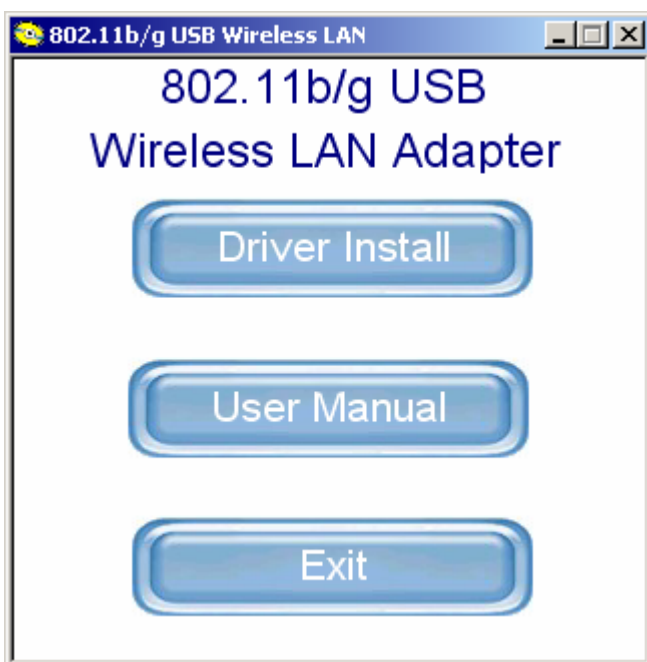 802.11b/g USB Wireless LAN
802.11b/g USB
Wireless LAN Adapter
Driver Install
User Manual
Exit